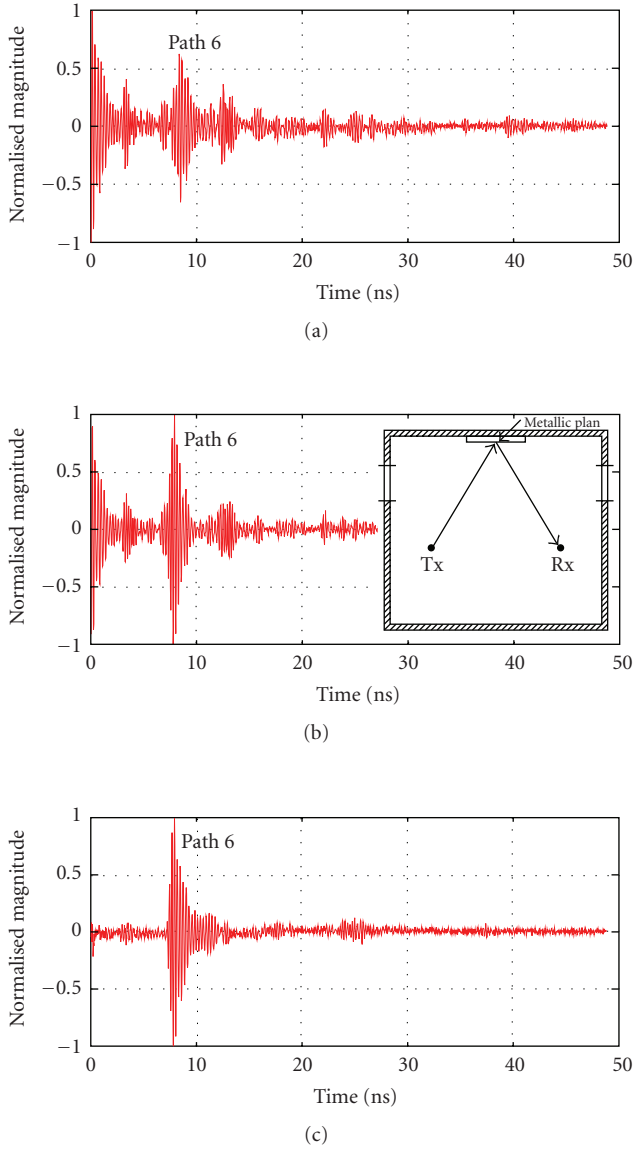 1
0.5
0
−0.5
−1
Normalised magnitude
Path 6
0 10 20 30 40 50
Time (ns)
(a)
1
0.5
0
−0.5
−1
Normalised magnitude
Path 6
Metallic plan
Tx Rx
0 10 20 30 40 50
Time (ns)
(b)
1
0.5
0
−0.5
−1
Normalised magnitude
Path 6
0 10 20 30 40 50
Time (ns)
(c)